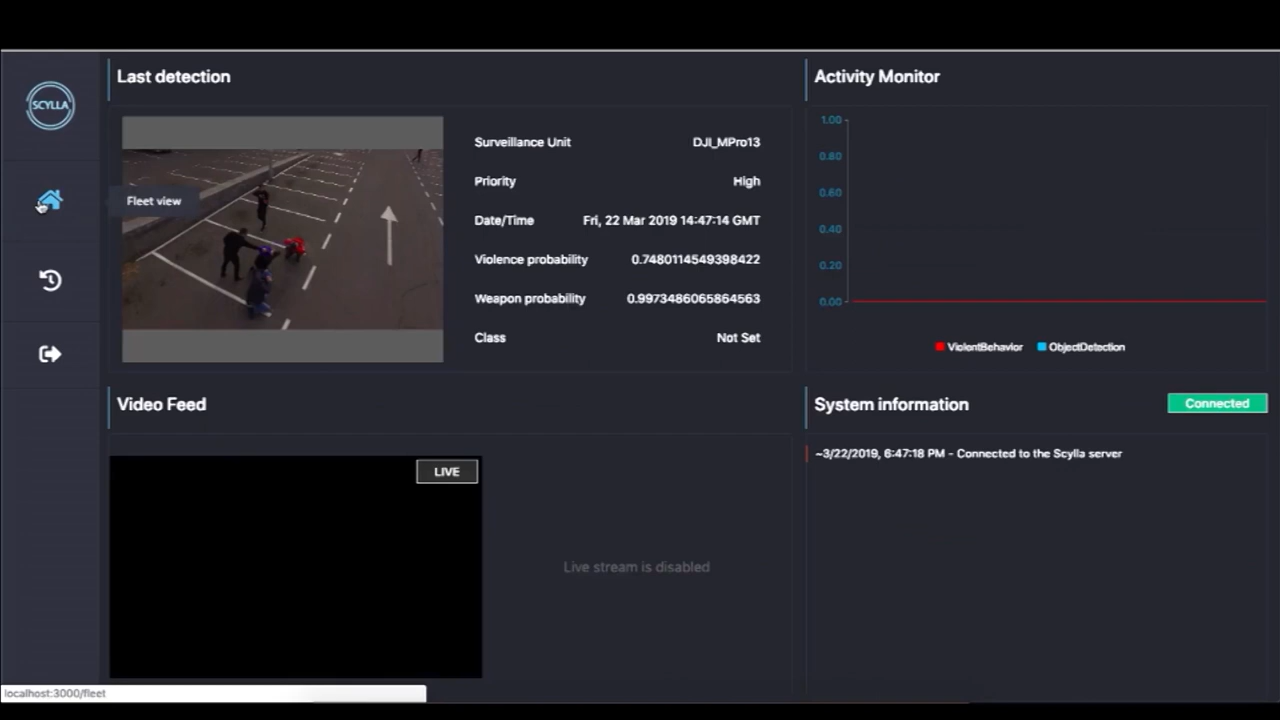 SCYLLA
Fleet view
Last detection
Surveillance Unit DJI_MPro13
Priority High
Date/Time Fri, 22 Mar 2019 14:47:14 GMT
Violence probability 0.7480114549398422
Weapon probability 0.9973486065864563
Class Not Set
Activity Monitor
1.00
0.80
0.60
0.40
0.20
0.00
ViolentBehavior ObjectDetection
Video Feed
LIVE
Live stream is disabled
System information Connected
~3/22/2019, 6:47:18 PM - Connected to the Scylla server
localhost:3000/fleet